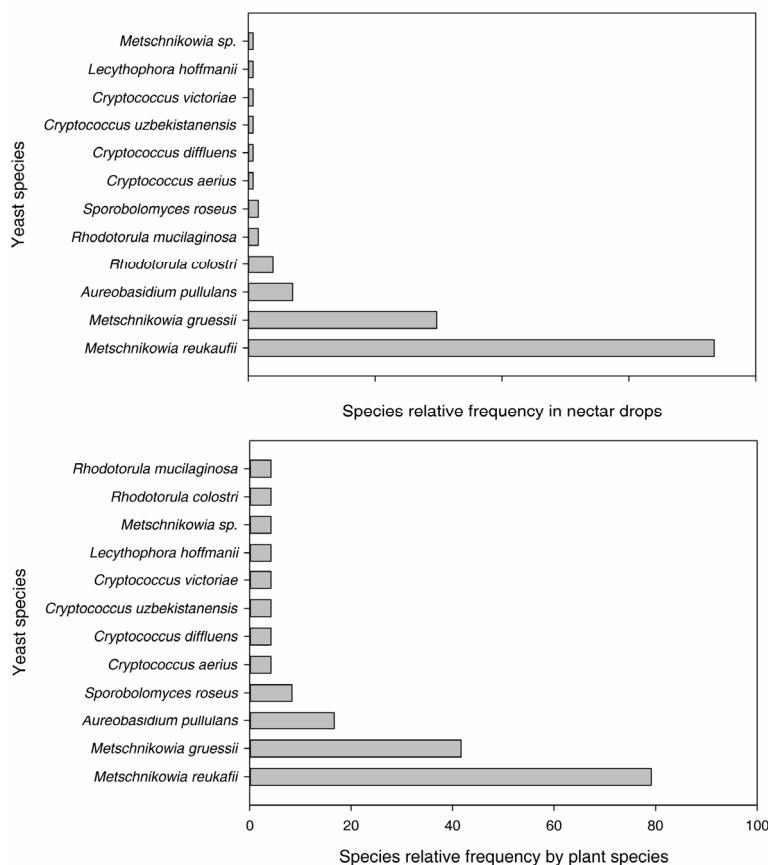 Metschnikowia sp.
Lecythophora hoffmanii
Cryptococcus victoriae
Cryptococcus uzbekistanensis
Cryptococcus diffluens
Cryptococcus aerius
Sporobolomyces roseus
Rhodotorula mucilaginosa
Rhodotorula colostri
Aureobasidium pullulans
Metschnikowia gruessii
Metschnikowia reukaufii
Yeast species
Species relative frequency in nectar drops
Rhodotorula mucilaginosa
Rhodotorula colostri
Metschnikowia sp.
Lecythophora hoffmanii
Cryptococcus victoriae
Cryptococcus uzbekistanensis
Cryptococcus diffluens
Cryptococcus aerius
Sporobolomyces roseus
Aureobasidium pullulans
Metschnikowia gruessii
Metschnikowia reukafii
Yeast species
0 20 40 60 80 100
Species relative frequency by plant species